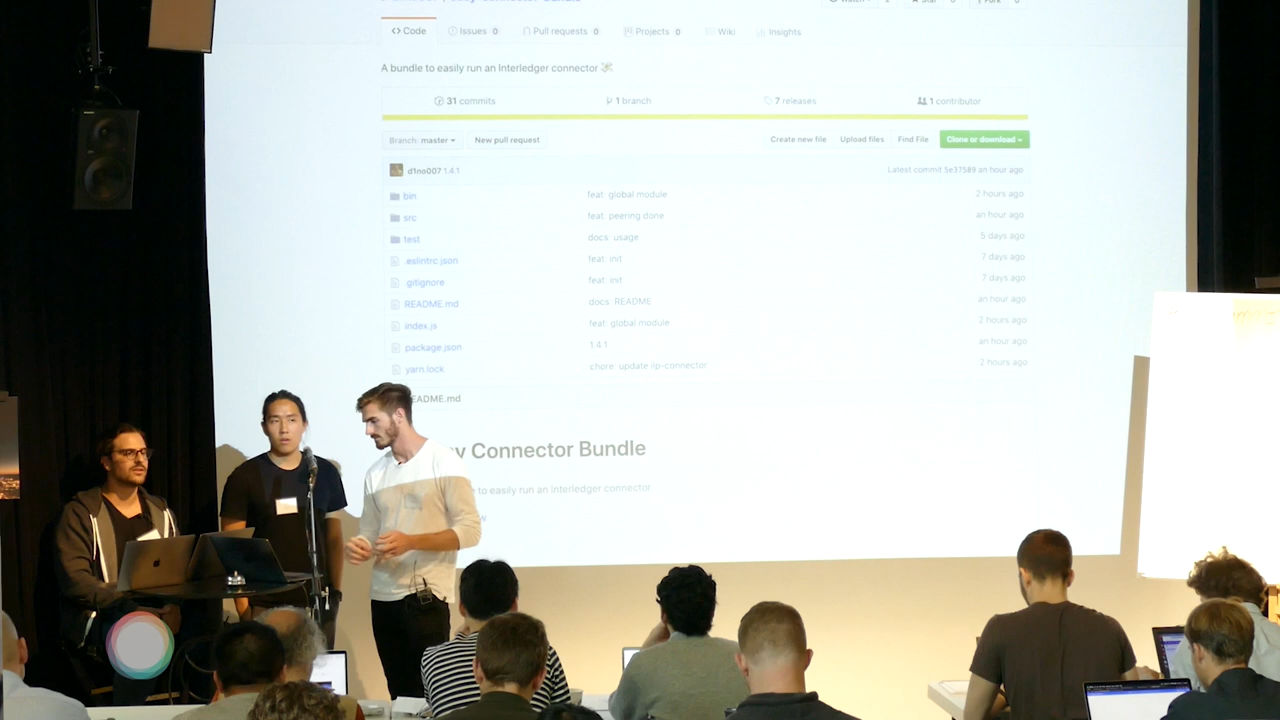 Code Issues 0 Pull requests 0 Projects 0 Wiki Insights
A bundle to easily run an Interledger connector
31 commits 1 branch 7 releases 1 contributor
Branch: master New pull request Create new file Upload files Find File Clone or download
d1no007 1.4.1 Latest commit 5e37589 an hour ago
bin feat: global module 2 hours ago
src feat: peering done an hour ago
test docs: usage 5 days ago
.eslintrc.json feat: init 7 days ago
.gitignore feat: init 7 days ago
README.md docs: README an hour ago
index.js feat: global module 2 hours ago
package.json 1.4.1 an hour ago
yarn.lock chore: update ilp-connector 2 hours ago
EADME.md
Connector Bundle
to easily run an Interledger connector